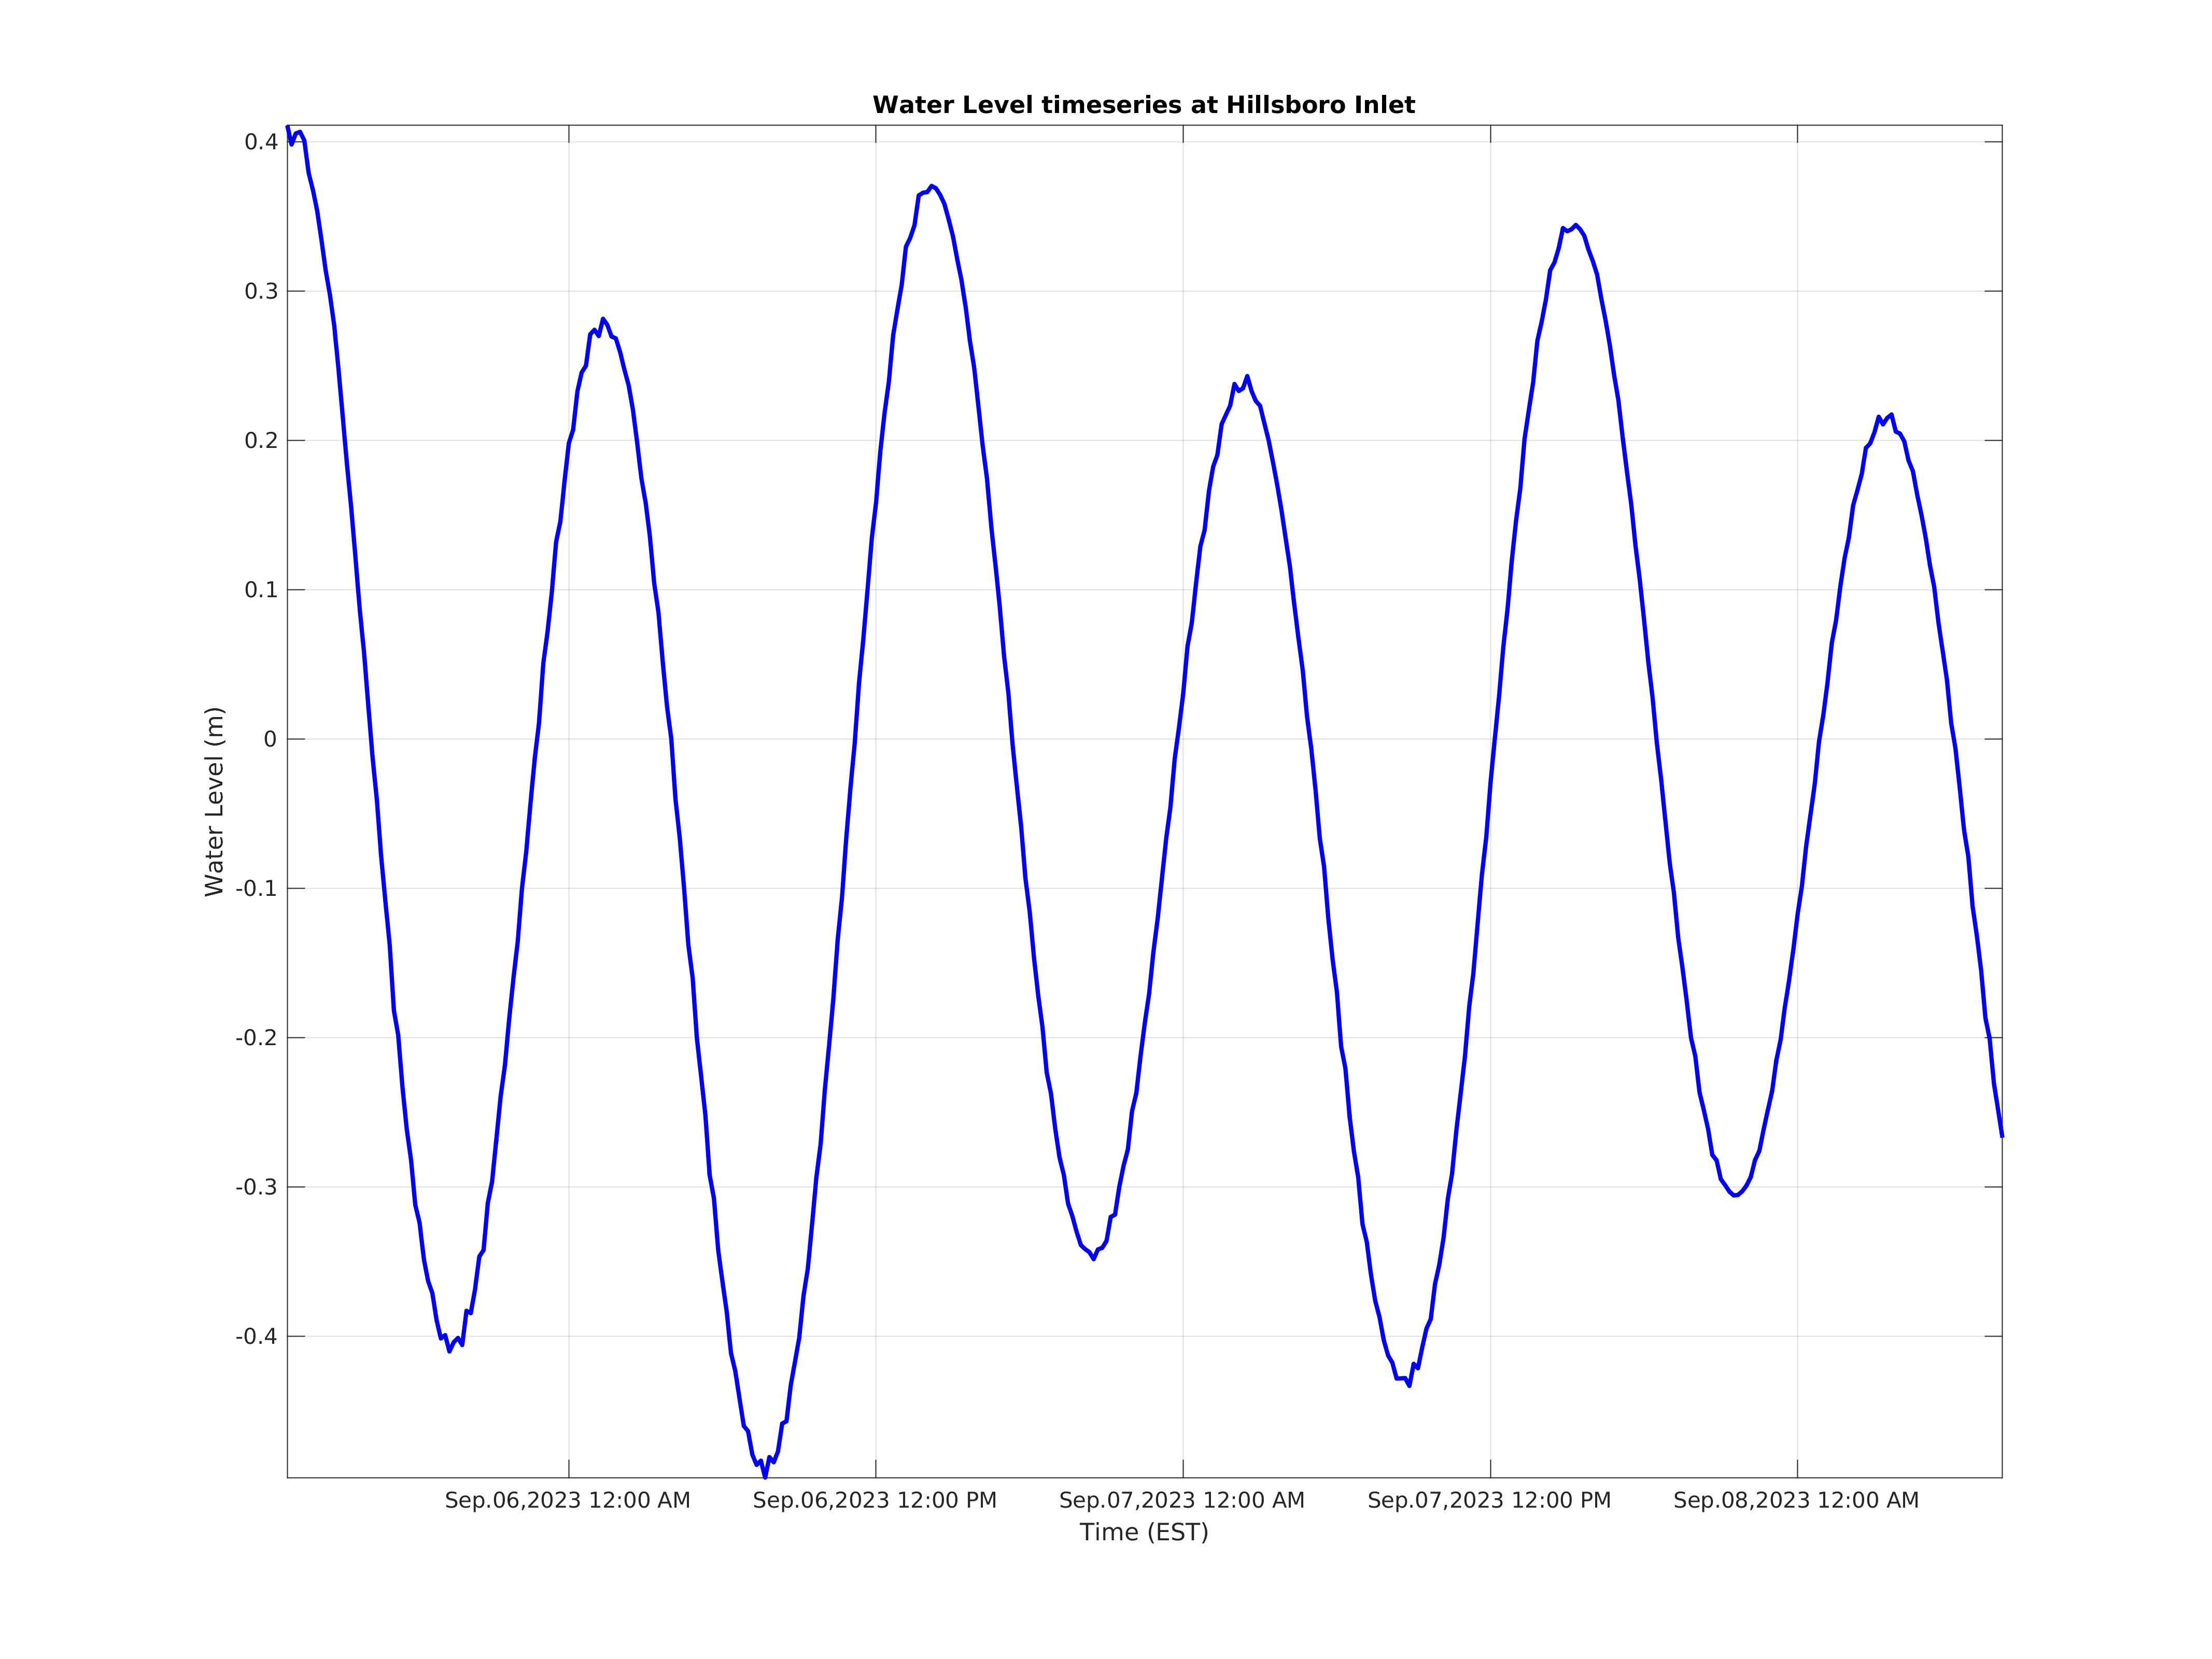 Water Level timeseries at Hillsboro Inlet
0.4
0.3
0.2
0.1
0
-0.1
-0.2
-0.3
-0.4
Water Level (m)
Sep.06,2023 12:00 AM
Sep.06,2023 12:00 PM
Sep.07,2023 12:00 AM
Sep.07,2023 12:00 PM
Sep.08,2023 12:00 AM
Time (EST)